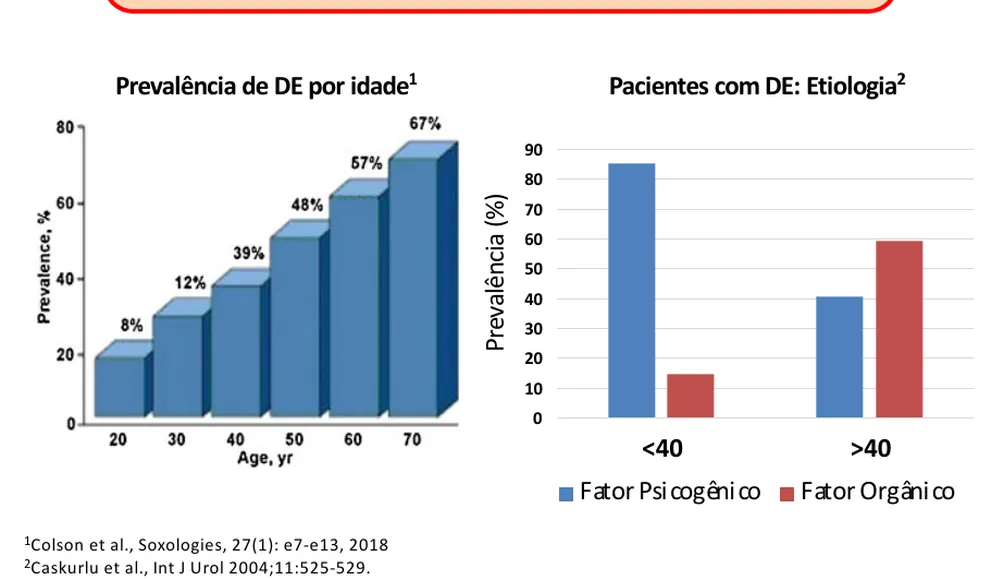 Prevalência de DE por idade¹
80
60
40
20
0
Prevalence, %
8%
12%
39%
48%
57%
67%
20 30 40 50 60 70
Age, yr
Pacientes com DE: Etiologia²
90
80
70
60
50
40
30
20
10
0
Prevalência (%)
<40 >40
Fator Psicogênico Fator Orgânico
¹Colson et al., Soxologies, 27(1): e7-e13, 2018
²Caskurlu et al., Int J Urol 2004;11:525-529.